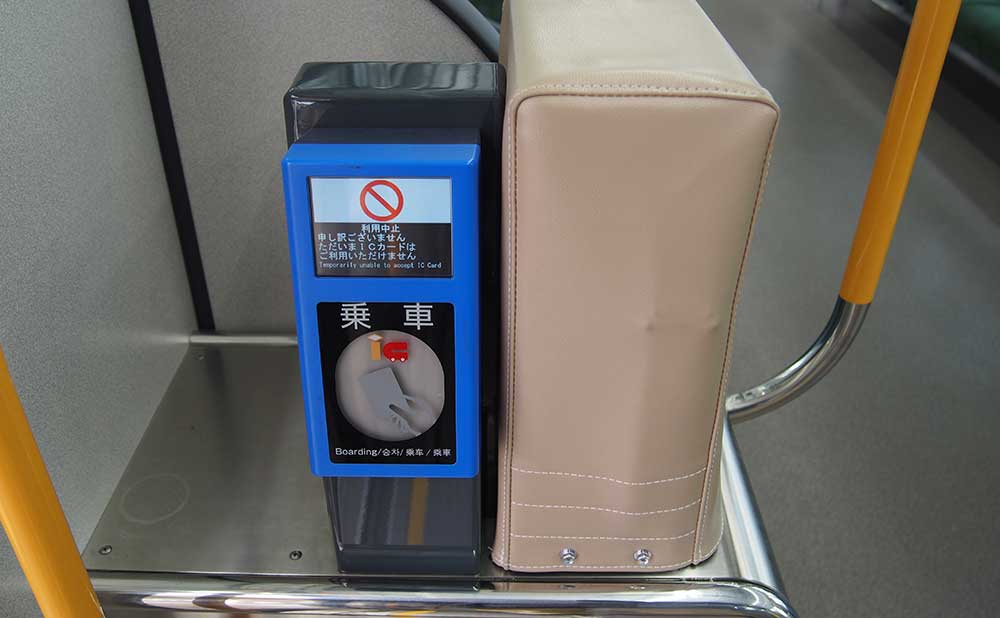 利用中止
申し訳ございません
ただいまICカードは
ご利用いただけません
Temporarily unable to accept IC Card
乗 車
IC
Boarding/승차/乘车/乘車